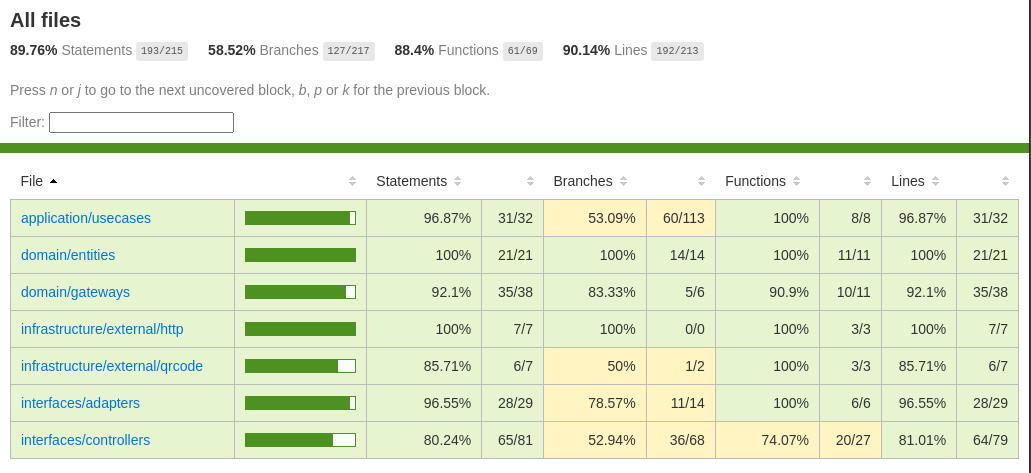 All files
89.76% Statements 193/215 58.52% Branches 127/217 88.4% Functions 61/69 90.14% Lines 192/213
Press n or j to go to the next uncovered block, b, p or k for the previous block.
Filter:
File Statements Branches Functions Lines
application/usecases 96.87% 31/32 53.09% 60/113 100% 8/8 96.87% 31/32
domain/entities 100% 21/21 100% 14/14 100% 11/11 100% 21/21
domain/gateways 92.1% 35/38 83.33% 5/6 90.9% 10/11 92.1% 35/38
infrastructure/external/http 100% 7/7 100% 0/0 100% 3/3 100% 7/7
infrastructure/external/qrcode 85.71% 6/7 50% 1/2 100% 3/3 85.71% 6/7
interfaces/adapters 96.55% 28/29 78.57% 11/14 100% 6/6 96.55% 28/29
interfaces/controllers 80.24% 65/81 52.94% 36/68 74.07% 20/27 81.01% 64/79